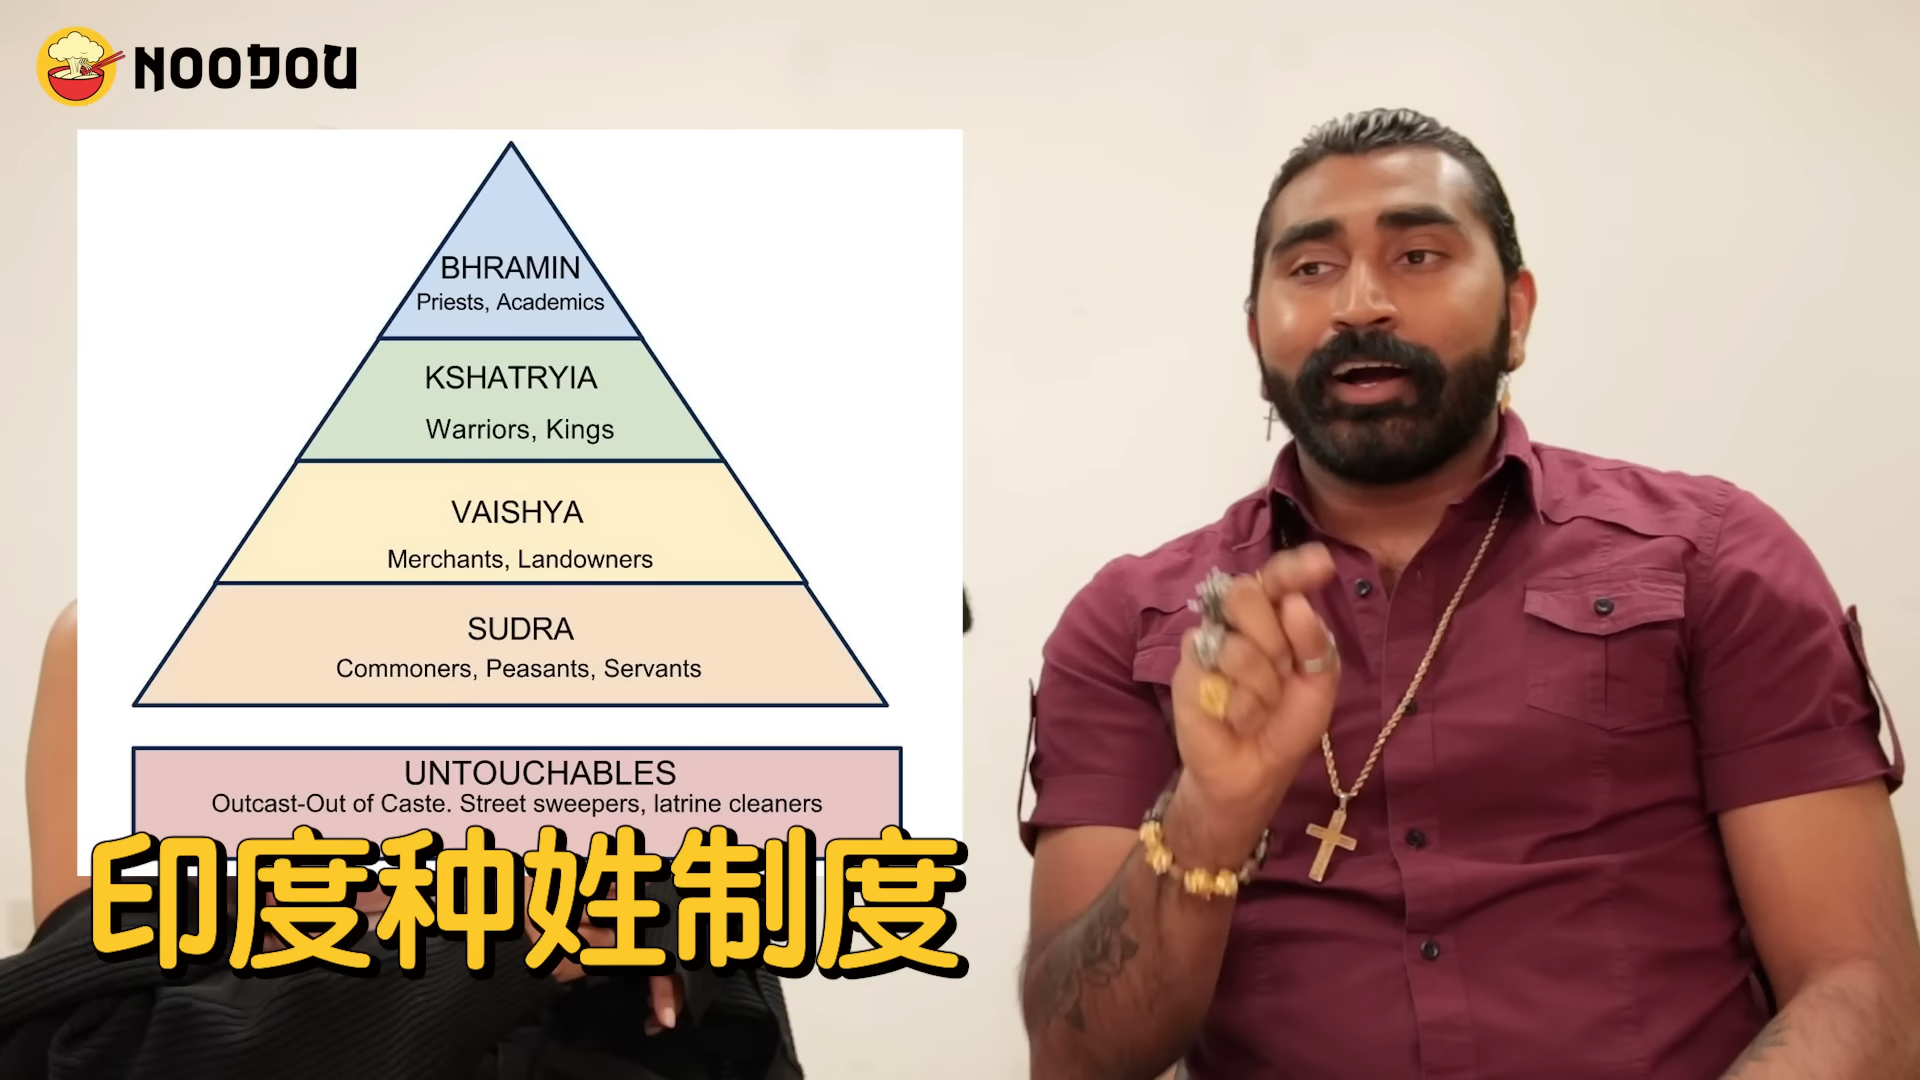 NOODOU
BHRAMIN
Priests, Academics
KSHATRYIA
Warriors, Kings
VAISHYA
Merchants, Landowners
SUDRA
Commoners, Peasants, Servants
UNTOUCHABLES
Outcast-Out of Caste. Street sweepers, latrine cleaners
印度种姓制度